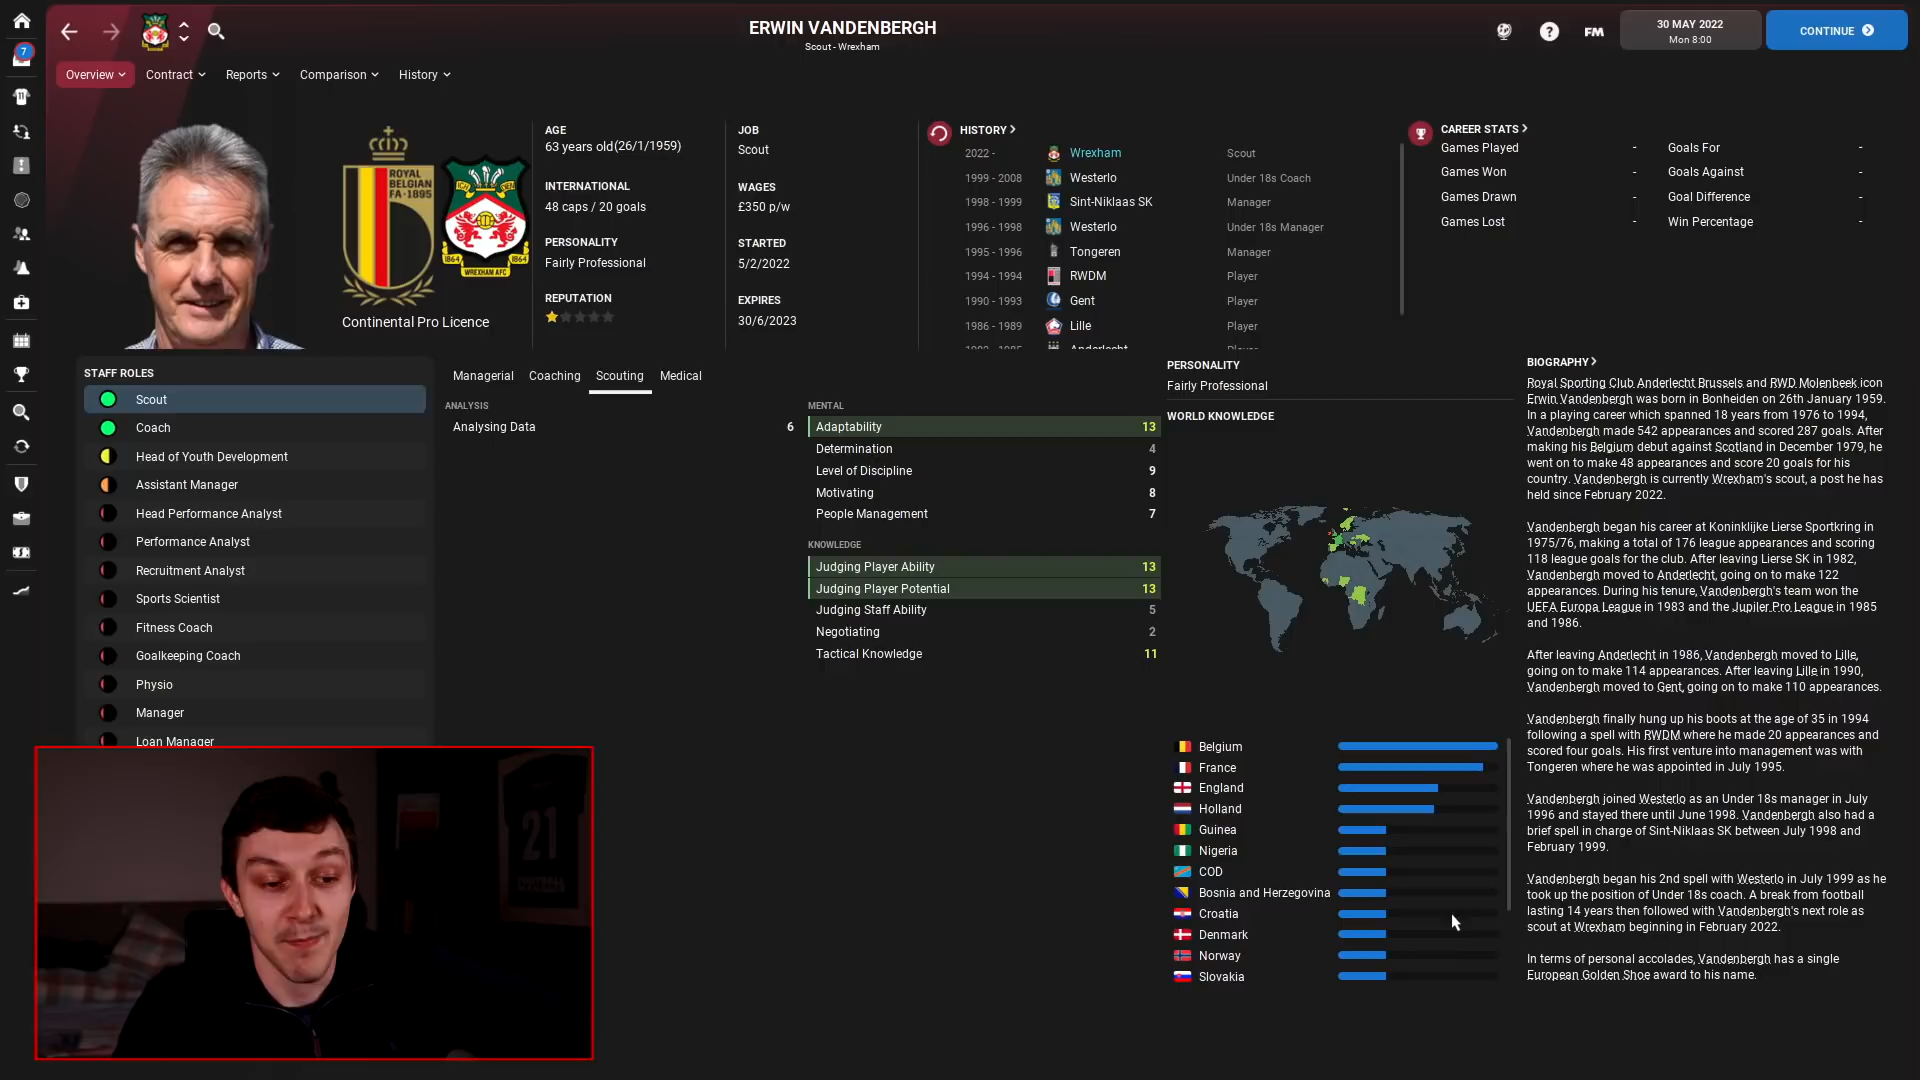 7
ERWIN VANDENBERGH
Scout - Wrexham
FM
30 MAY 2022
Mon 8:00
CONTINUE
Overview
Contract
Reports
Comparison
History
ROYAL
BELGIAN
FA·1895
1864
1864
WREXHAM AFC
Continental Pro Licence
AGE
63 years old(26/1/1959)
INTERNATIONAL
48 caps / 20 goals
PERSONALITY
Fairly Professional
REPUTATION
JOB
Scout
WAGES
£350 p/w
STARTED
5/2/2022
EXPIRES
30/6/2023
HISTORY
2022 - Wrexham Scout
1999 - 2008 Westerlo Under 18s Coach
1998 - 1999 Sint-Niklaas SK Manager
1996 - 1998 Westerlo Under 18s Manager
1995 - 1996 Tongeren Manager
1994 - 1994 RWDM Player
1990 - 1993 Gent Player
1986 - 1989 Lille Player
Anderlecht Player
CAREER STATS
Games Played - Goals For -
Games Won - Goals Against -
Games Drawn - Goal Difference -
Games Lost - Win Percentage -
STAFF ROLES
Scout
Coach
Head of Youth Development
Assistant Manager
Head Performance Analyst
Performance Analyst
Recruitment Analyst
Sports Scientist
Fitness Coach
Goalkeeping Coach
Physio
Manager
Loan Manager
Managerial
Coaching
Scouting
Medical
ANALYSIS
Analysing Data 6
MENTAL
Adaptability 13
Determination 4
Level of Discipline 9
Motivating 8
People Management 7
KNOWLEDGE
Judging Player Ability 13
Judging Player Potential 13
Judging Staff Ability 5
Negotiating 2
Tactical Knowledge 11
PERSONALITY
Fairly Professional
WORLD KNOWLEDGE
Belgium
France
England
Holland
Guinea
Nigeria
COD
Bosnia and Herzegovina
Croatia
Denmark
Norway
Slovakia
BIOGRAPHY
Royal Sporting Club Anderlecht Brussels and RWD Molenbeek icon
Erwin Vandenbergh was born in Bonheiden on 26th January 1959.
In a playing career which spanned 18 years from 1976 to 1994,
Vandenbergh made 542 appearances and scored 287 goals. After
making his Belgium debut against Scotland in December 1979, he
went on to make 48 appearances and score 20 goals for his
country. Vandenbergh is currently Wrexham's scout, a post he has
held since February 2022.
Vandenbergh began his career at Koninklijke Lierse Sportkring in
1975/76, making a total of 176 league appearances and scoring
118 league goals for the club. After leaving Lierse SK in 1982,
Vandenbergh moved to Anderlecht, going on to make 122
appearances. During his tenure, Vandenbergh's team won the
UEFA Europa League in 1983 and the Jupiler Pro League in 1985
and 1986.
After leaving Anderlecht in 1986, Vandenbergh moved to Lille,
going on to make 114 appearances. After leaving Lille in 1990,
Vandenbergh moved to Gent, going on to make 110 appearances.
Vandenbergh finally hung up his boots at the age of 35 in 1994
following a spell with RWDM where he made 20 appearances and
scored four goals. His first venture into management was with
Tongeren where he was appointed in July 1995.
Vandenbergh joined Westerlo as an Under 18s manager in July
1996 and stayed there until June 1998. Vandenbergh also had a
brief spell in charge of Sint-Niklaas SK between July 1998 and
February 1999.
Vandenbergh began his 2nd spell with Westerlo in July 1999 as he
took up the position of Under 18s coach. A break from football
lasting 14 years then followed with Vandenbergh's next role as
scout at Wrexham beginning in February 2022.
In terms of personal accolades, Vandenbergh has a single
European Golden Shoe award to his name.
21